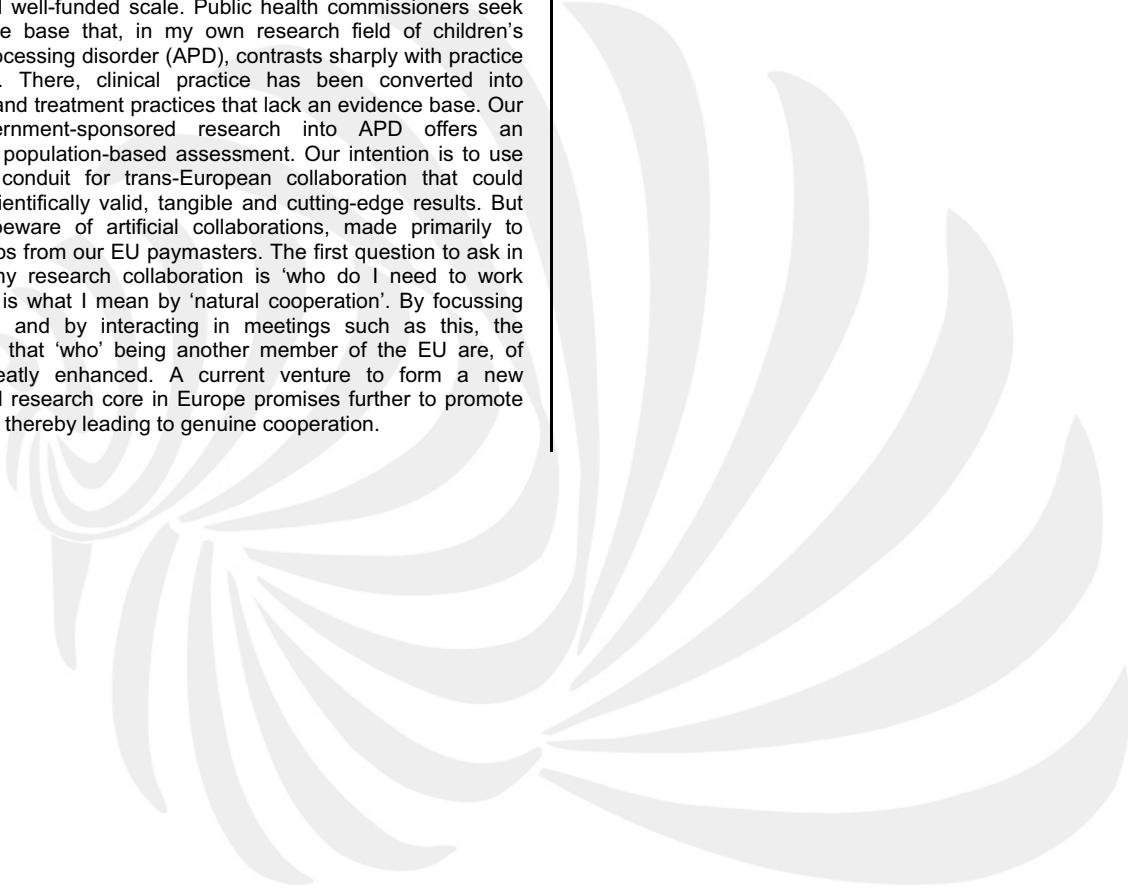 well-funded scale. Public health commissioners seek
base that, in my own research field of children's
disorder (APD), contrasts sharply with practice
There, clinical practice has been converted into
and treatment practices that lack an evidence base. Our
research into APD offers an
population-based assessment. Our intention is to use
conduit for trans-European collaboration that could
valid, tangible and cutting-edge results. But
beware of artificial collaborations, made primarily to
from our EU paymasters. The first question to ask in
research collaboration is ‘who do I need to work
is what I mean by ‘natural cooperation’. By focussing
and by interacting in meetings such as this, the
that ‘who’ being another member of the EU are, of
enhanced. A current venture to form a new
research core in Europe promises further to promote
thereby leading to genuine cooperation.